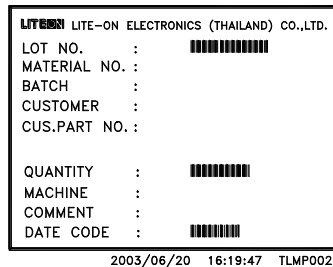 LITEON LITE-ON ELECTRONICS (THAILAND) CO.,LTD.
LOT NO. :
MATERIAL NO. :
BATCH :
CUSTOMER :
CUS.PART NO. :
QUANTITY :
MACHINE :
COMMENT :
DATE CODE :
2003/06/20 16:19:47 TLMP002